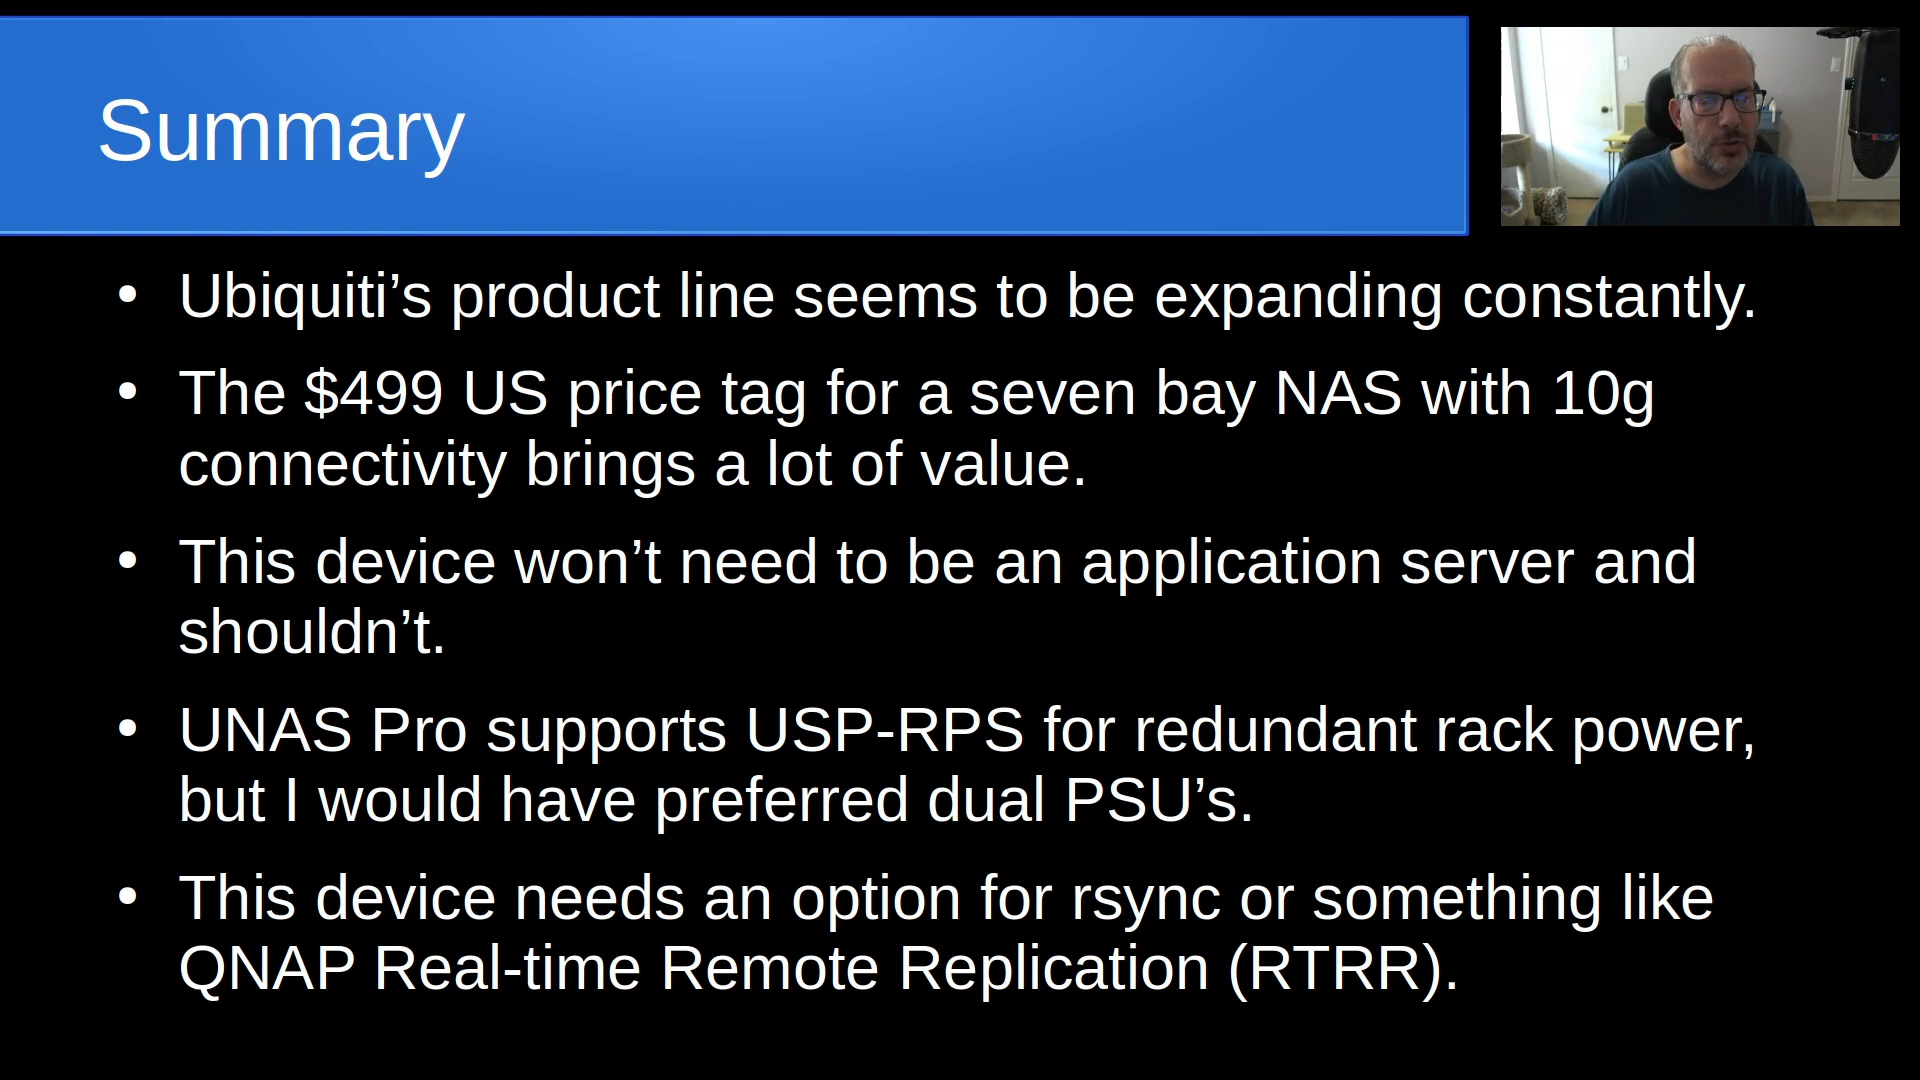 Summary
• Ubiquiti’s product line seems to be expanding constantly.
• The $499 US price tag for a seven bay NAS with 10g
connectivity brings a lot of value.
• This device won’t need to be an application server and
shouldn’t.
• UNAS Pro supports USP-RPS for redundant rack power,
but I would have preferred dual PSU’s.
• This device needs an option for rsync or something like
QNAP Real-time Remote Replication (RTRR).